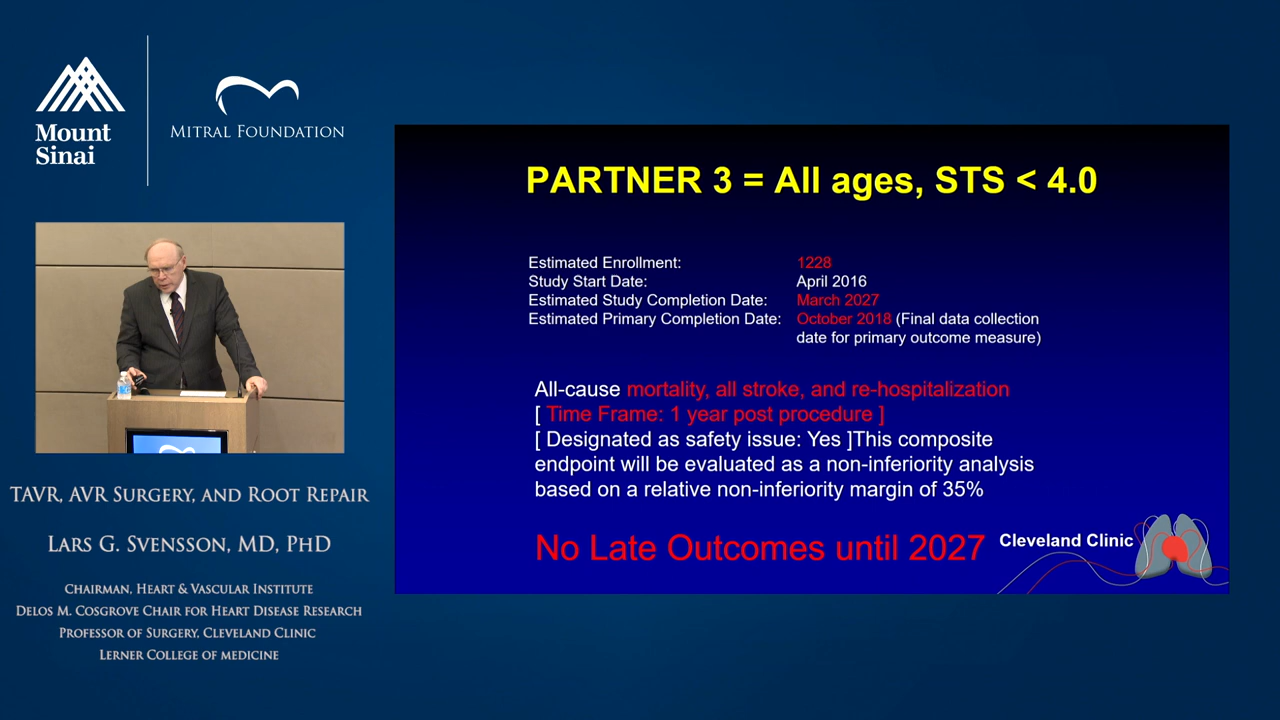 Mount
Sinai
Mitral Foundation
TAVR, AVR Surgery, and Root Repair
Lars G. Svensson, MD, PhD
Chairman, Heart & Vascular Institute
Delos M. Cosgrove Chair for Heart Disease Research
Professor of Surgery, Cleveland Clinic
Lerner College of medicine
PARTNER 3 = All ages, STS < 4.0
Estimated Enrollment: 1228
Study Start Date: April 2016
Estimated Study Completion Date: March 2027
Estimated Primary Completion Date: October 2018 (Final data collection
date for primary outcome measure)
All-cause mortality, all stroke, and re-hospitalization
[ Time Frame: 1 year post procedure ]
[ Designated as safety issue: Yes ]This composite
endpoint will be evaluated as a non-inferiority analysis
based on a relative non-inferiority margin of 35%
No Late Outcomes until 2027
Cleveland Clinic